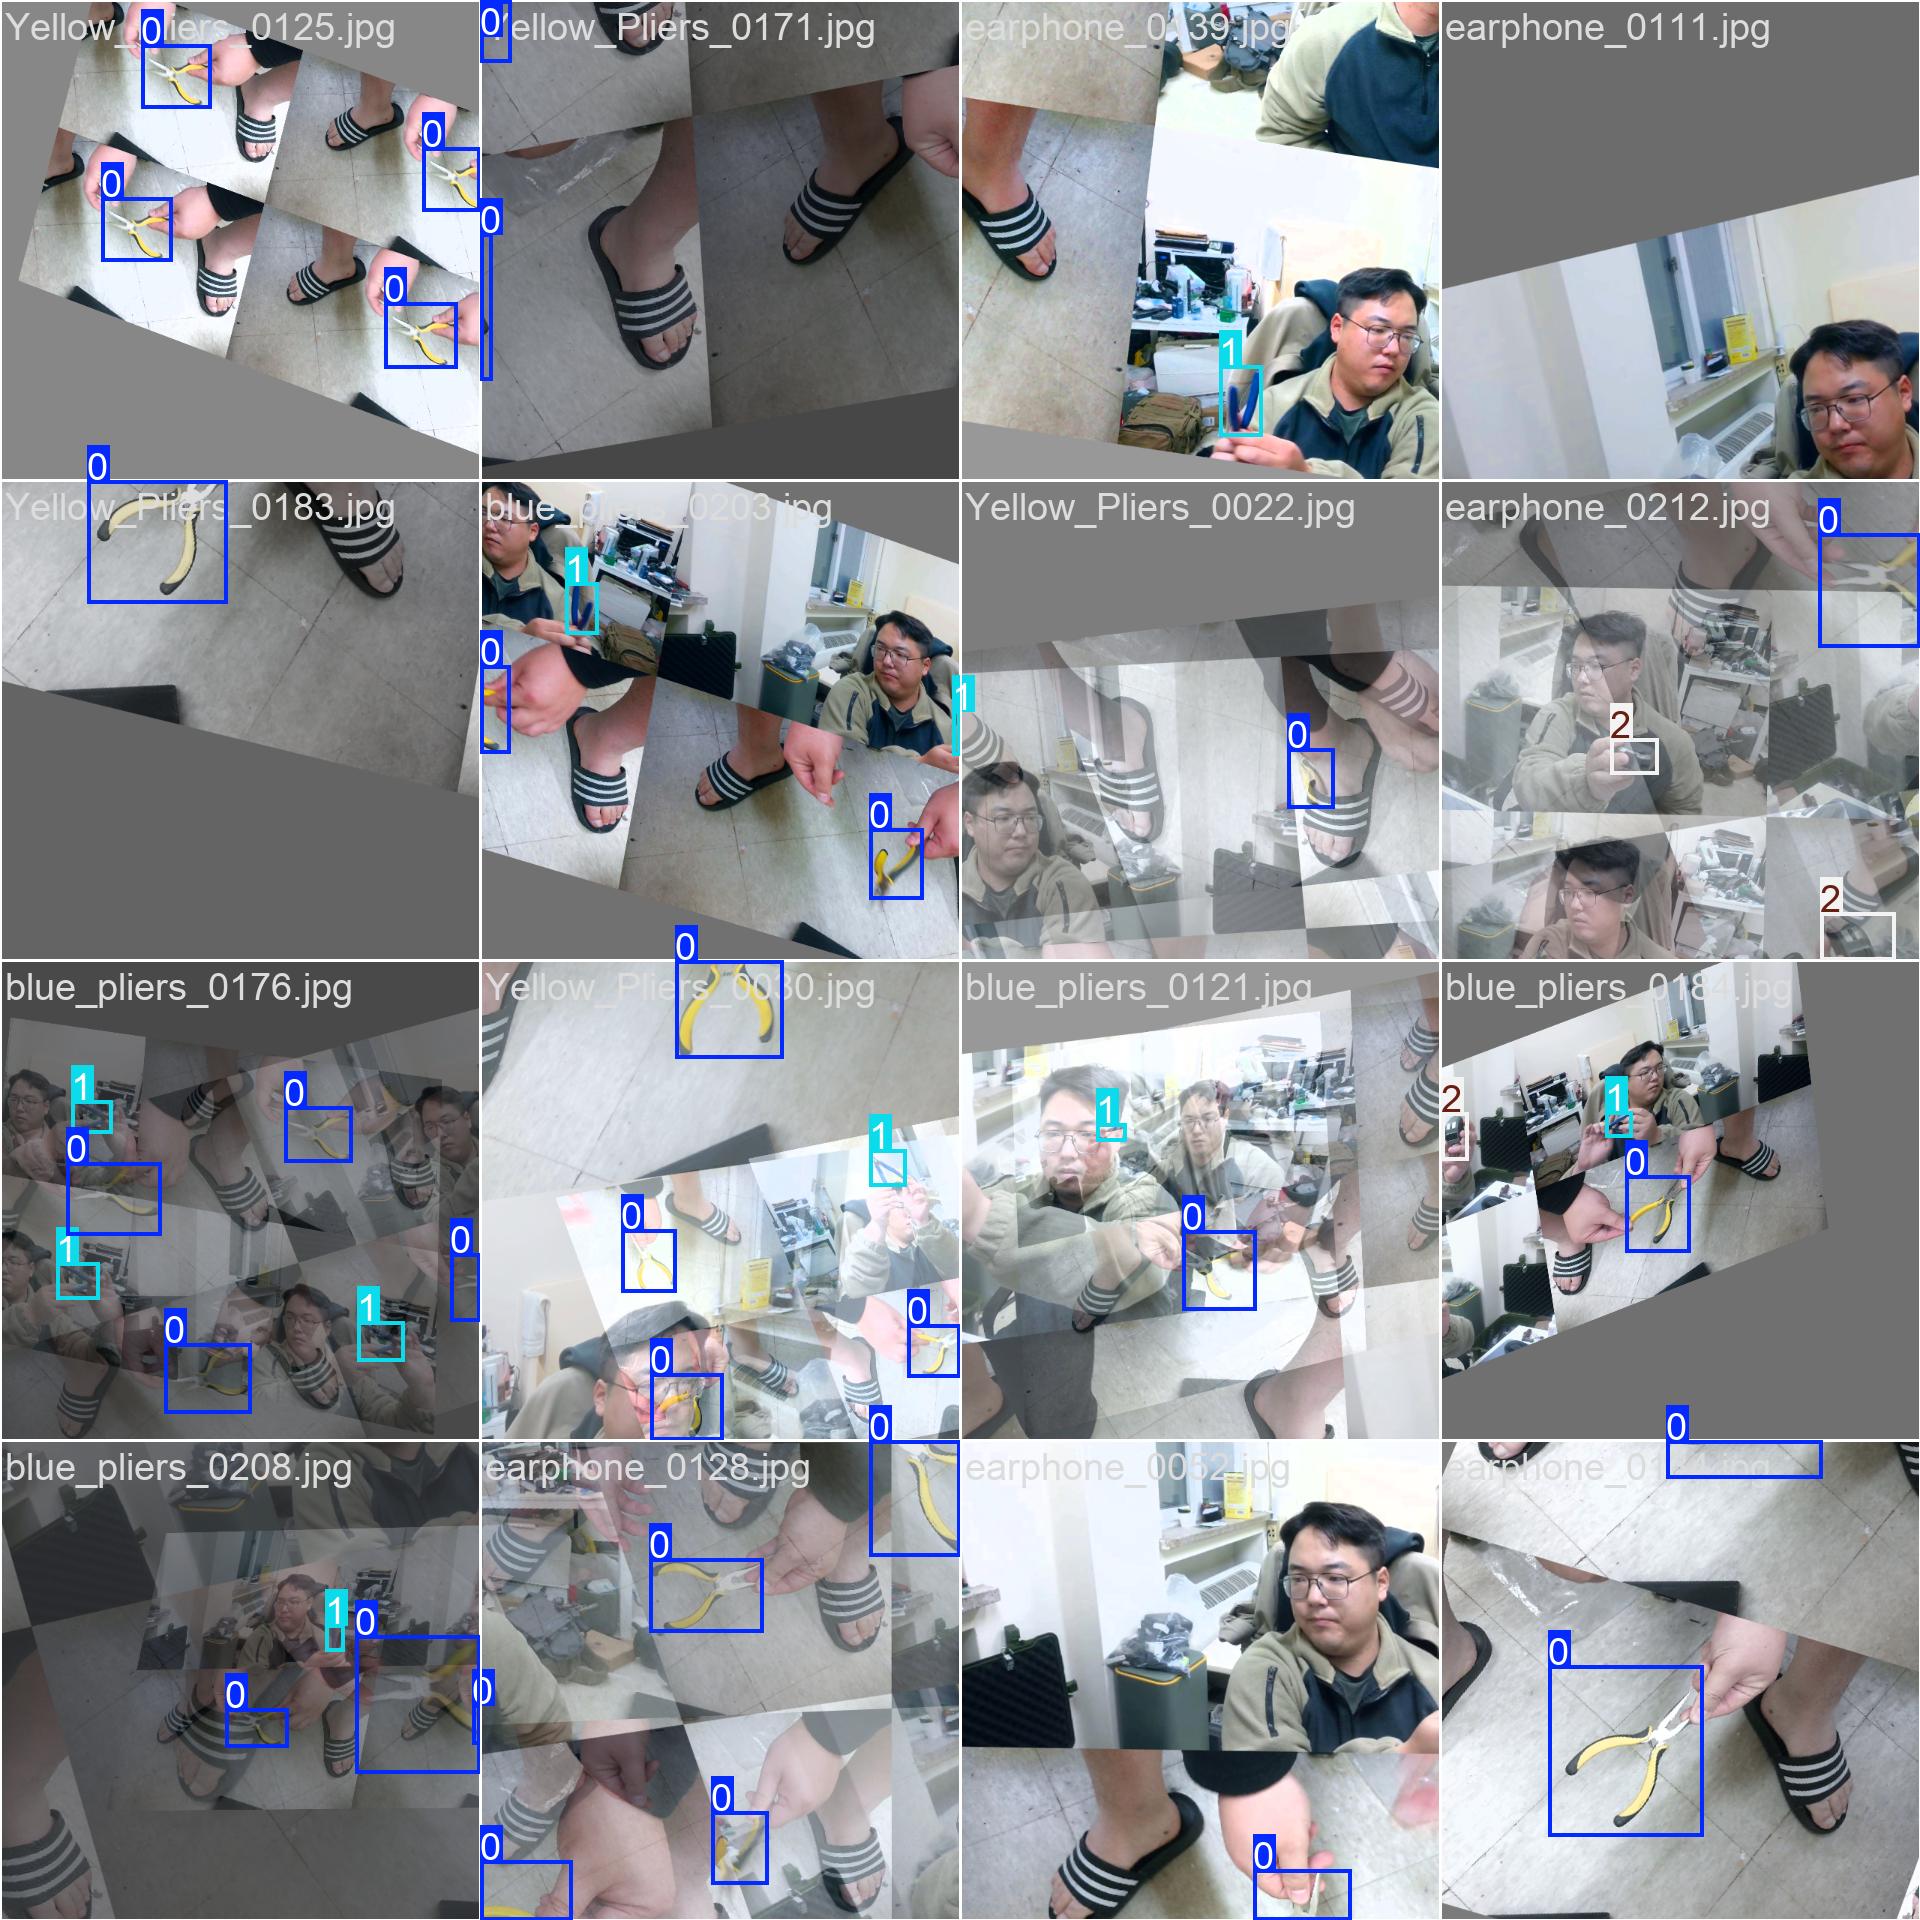 Yellow_Pliers_0125.jpg
Yellow_Pliers_0171.jpg
earphone_0139.jpg
earphone_0111.jpg
0
0
0
0
0
0
1
Yellow_Pliers_0183.jpg
blue_pliers_0203.jpg
Yellow_Pliers_0022.jpg
earphone_0212.jpg
0
1
0
0
1
0
0
2
2
blue_pliers_0176.jpg
Yellow_Pliers_0030.jpg
blue_pliers_0121.jpg
blue_pliers_0184.jpg
1
0
0
1
0
1
0
0
1
0
0
0
1
0
2
1
0
blue_pliers_0208.jpg
earphone_0128.jpg
earphone_0052.jpg
1
0
0
0
0
0
0
0
0
0
0